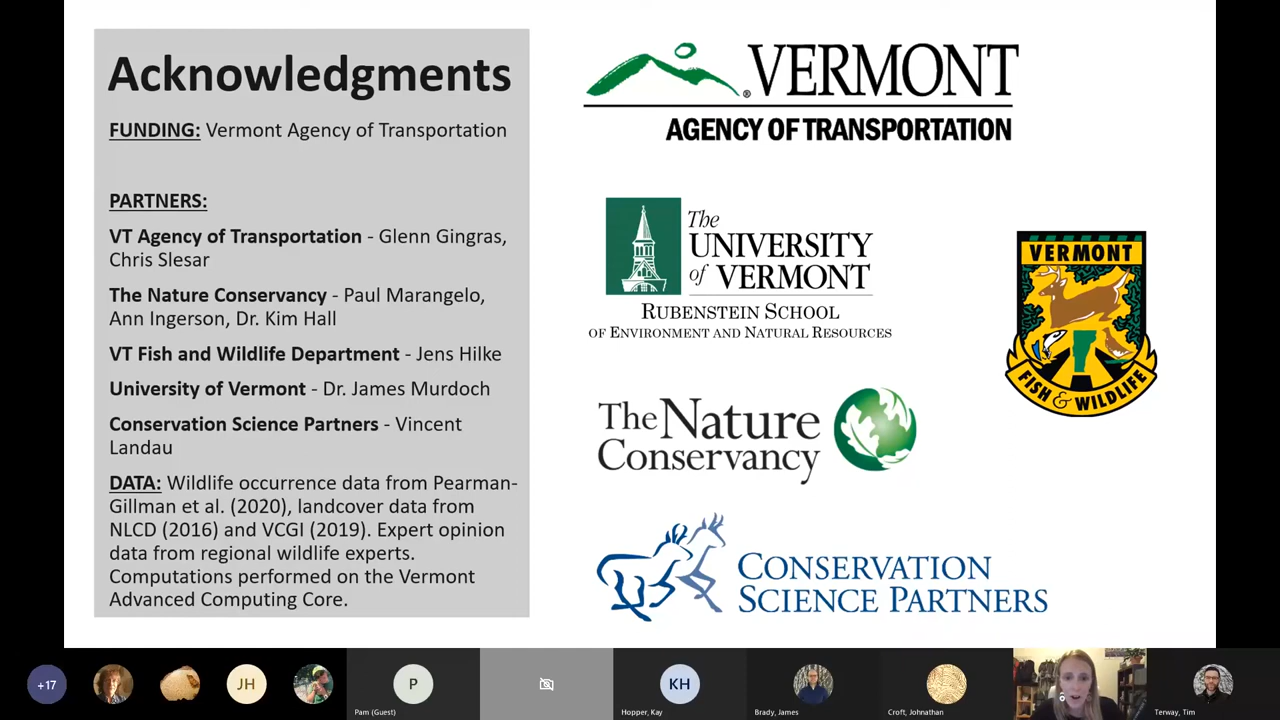 Acknowledgments
FUNDING: Vermont Agency of Transportation
PARTNERS:
VT Agency of Transportation - Glenn Gingras,
Chris Slesar
The Nature Conservancy - Paul Marangelo,
Ann Ingerson, Dr. Kim Hall
VT Fish and Wildlife Department - Jens Hilke
University of Vermont - Dr. James Murdoch
Conservation Science Partners - Vincent
Landau
DATA: Wildlife occurrence data from Pearman-
Gillman et al. (2020), landcover data from
NLCD (2016) and VCGI (2019). Expert opinion
data from regional wildlife experts.
Computations performed on the Vermont
Advanced Computing Core.
® VERMONT
AGENCY OF TRANSPORTATION
The
UNIVERSITY
of VERMONT
RUBENSTEIN SCHOOL
OF ENVIRONMENT AND NATURAL RESOURCES
VERMONT
FISH & WILDLIFE
The Nature
Conservancy
CONSERVATION
SCIENCE PARTNERS
+17
JH
P
Pam (Guest)
KH
Hopper, Kay
Brady, James
Croft, Johnathan
Terway, Tim